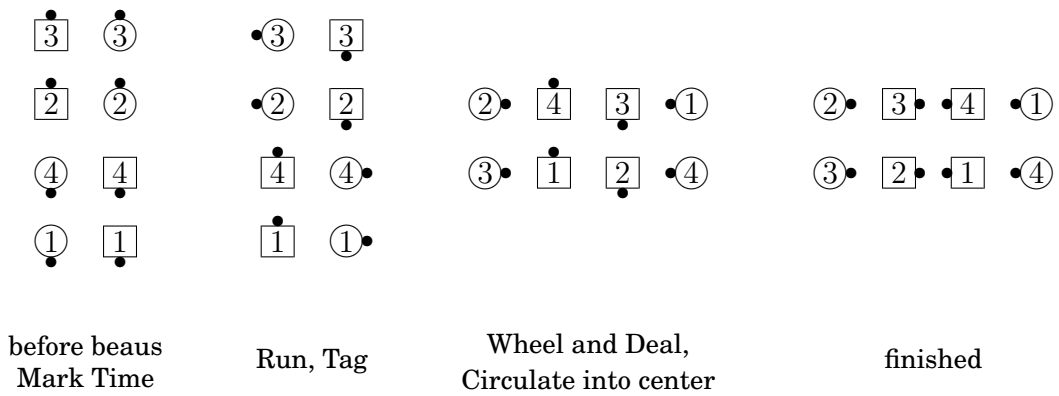 3 3 3 3
2 2 2 2 2 4 3 1 2 3 4 1
4 4 4 4 3 1 2 4 3 2 1 4
1 1 1 1
before beaus
Mark Time
Run, Tag
Wheel and Deal,
Circulate into center
finished